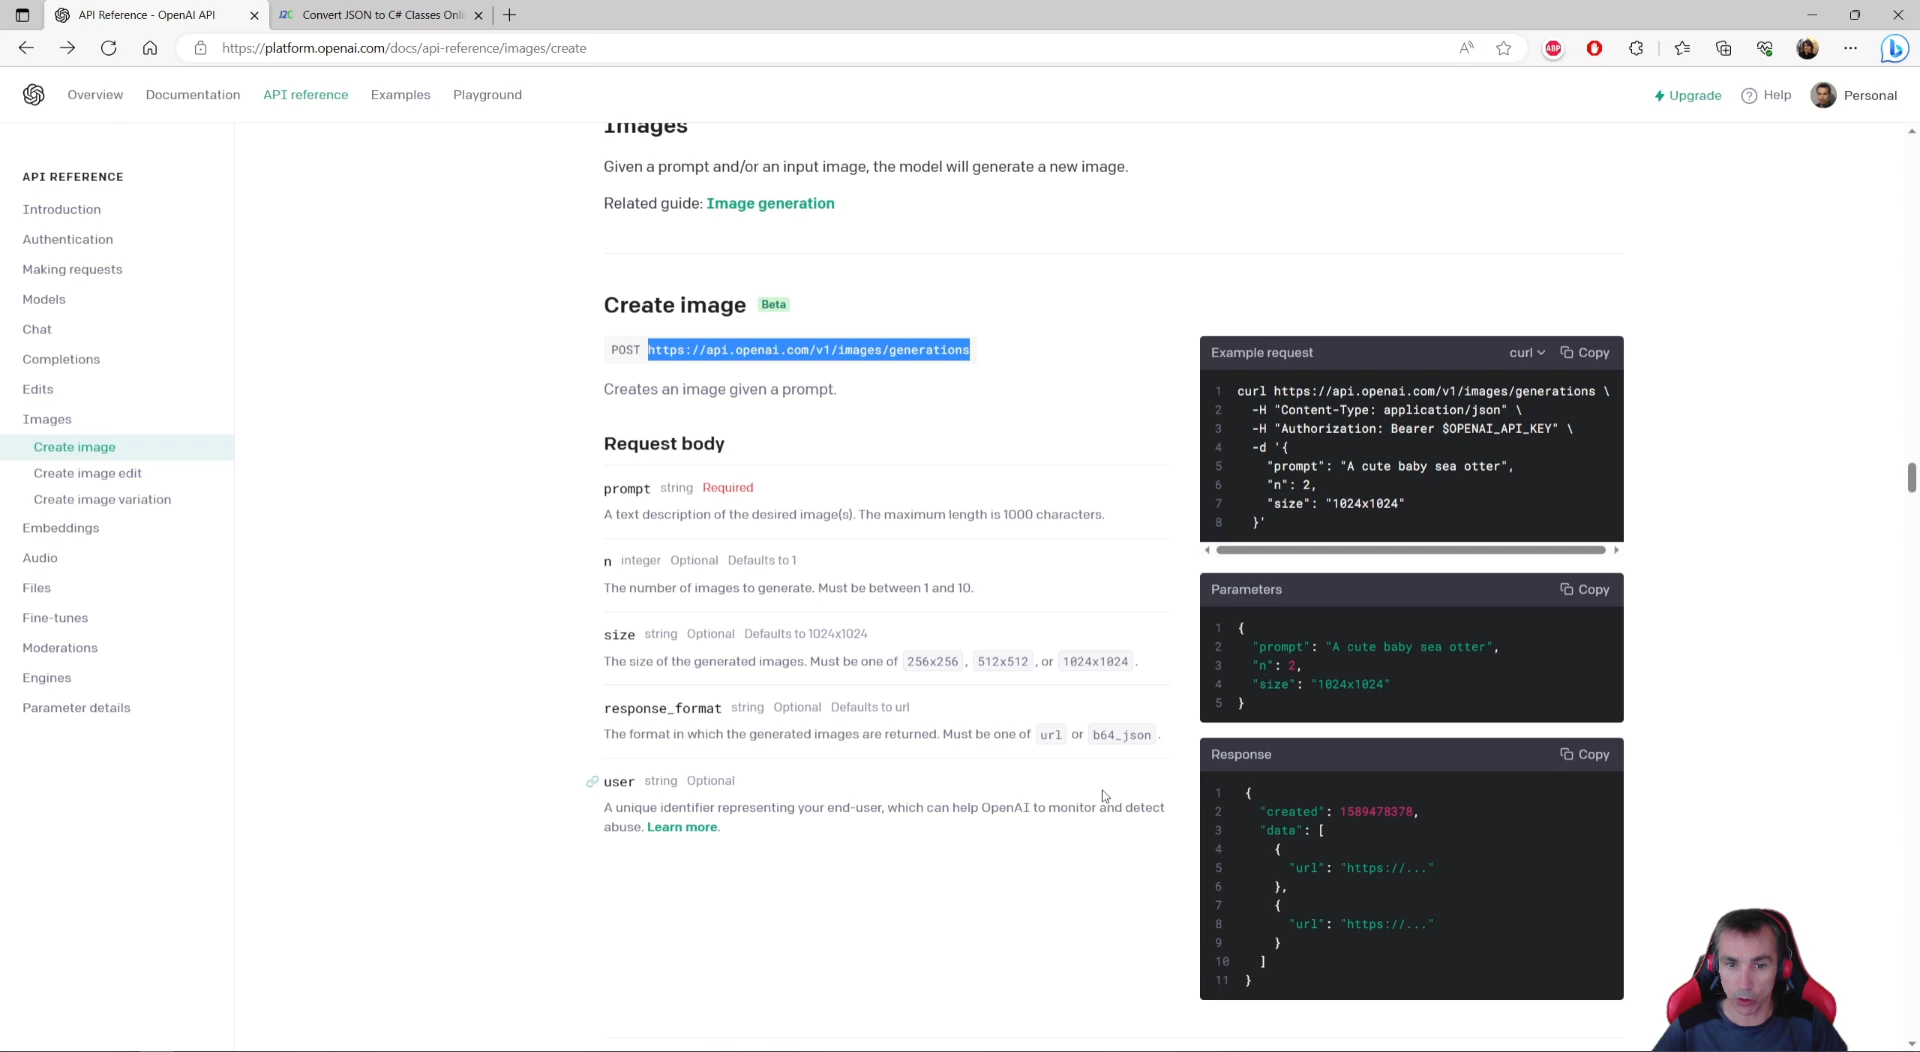 API Reference - OpenAI API
J2C Convert JSON to C# Classes Onli
https://platform.openai.com/docs/api-reference/images/create
ABP
Overview Documentation API reference Examples Playground
Upgrade Help Personal
API REFERENCE
Introduction
Authentication
Making requests
Models
Chat
Completions
Edits
Images
Create image
Create image edit
Create image variation
Embeddings
Audio
Files
Fine-tunes
Moderations
Engines
Parameter details
Images
Given a prompt and/or an input image, the model will generate a new image.
Related guide: Image generation
Create image Beta
POST https://api.openai.com/v1/images/generations
Creates an image given a prompt.
Request body
prompt string Required
A text description of the desired image(s). The maximum length is 1000 characters.
n integer Optional Defaults to 1
The number of images to generate. Must be between 1 and 10.
size string Optional Defaults to 1024x1024
The size of the generated images. Must be one of 256x256, 512x512, or 1024x1024.
response_format string Optional Defaults to url
The format in which the generated images are returned. Must be one of url or b64_json.
user string Optional
A unique identifier representing your end-user, which can help OpenAI to monitor and detect
abuse. Learn more.
Example request curl Copy
1 curl https://api.openai.com/v1/images/generations \
2 -H "Content-Type: application/json" \
3 -H "Authorization: Bearer $OPENAI_API_KEY" \
4 -d '{
5 "prompt": "A cute baby sea otter",
6 "n": 2,
7 "size": "1024x1024"
8 }'
Parameters Copy
1 {
2 "prompt": "A cute baby sea otter",
3 "n": 2,
4 "size": "1024x1024"
5 }
Response Copy
1 {
2 "created": 1589478378,
3 "data": [
4 {
5 "url": "https://..."
6 },
7 {
8 "url": "https://..."
9 }
10 ]
11 }